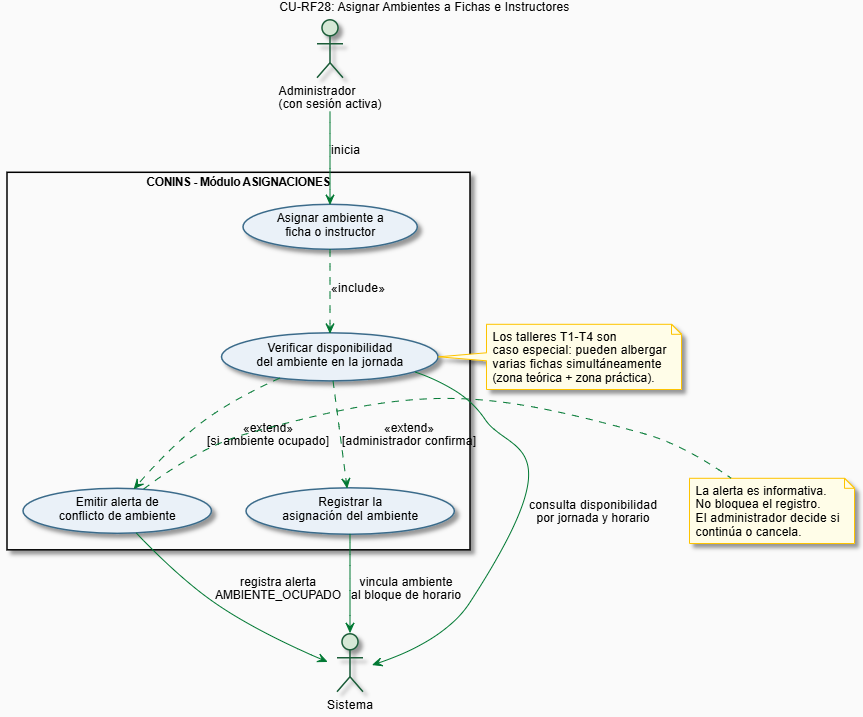 CU-RF28: Asignar Ambientes a Fichas e Instructores
Administrador
(con sesión activa)
inicia
CONINS - Módulo ASIGNACIONES
Asignar ambiente a
ficha o instructor
«include»
Verificar disponibilidad
del ambiente en la jornada
Los talleres T1-T4 son
caso especial: pueden albergar
varias fichas simultáneamente
(zona teórica + zona práctica).
«extend»
[si ambiente ocupado]
«extend»
[administrador confirma]
Emitir alerta de
conflicto de ambiente
Registrar la
asignación del ambiente
consulta disponibilidad
por jornada y horario
La alerta es informativa.
No bloquea el registro.
El administrador decide si
continúa o cancela.
registra alerta
AMBIENTE_OCUPADO
vincula ambiente
al bloque de horario
Sistema